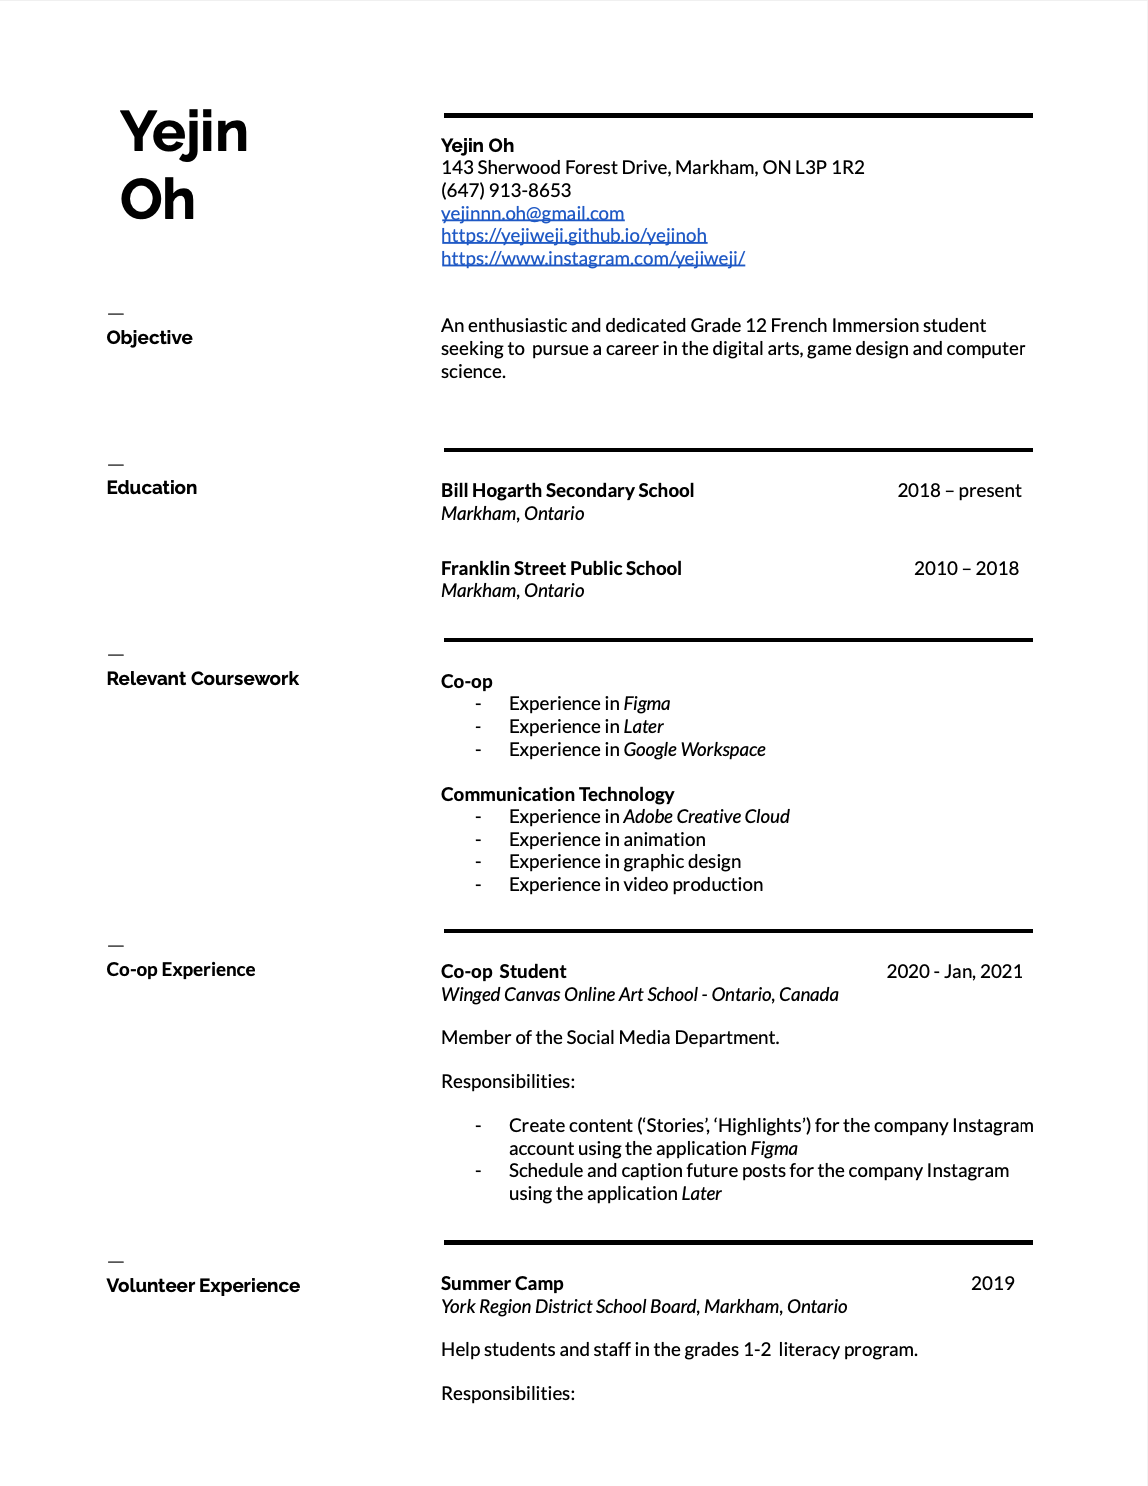 Yejin
Oh
Yejin Oh
143 Sherwood Forest Drive, Markham, ON L3P 1R2
(647) 913-8653
yejinnn.oh@gmail.com
https://yejiweji.github.io/yejinoh
https://www.instagram.com/yejiweji/
—
Objective
An enthusiastic and dedicated Grade 12 French Immersion student
seeking to  pursue a career in the digital arts, game design and computer
science.
—
Education
Bill Hogarth Secondary School 2018 – present
Markham, Ontario
Franklin Street Public School 2010 – 2018
Markham, Ontario
—
Relevant Coursework
Co-op
- Experience in Figma
- Experience in Later
- Experience in Google Workspace
Communication Technology
- Experience in Adobe Creative Cloud
- Experience in animation
- Experience in graphic design
- Experience in video production
—
Co-op Experience
Co-op  Student 2020 - Jan, 2021
Winged Canvas Online Art School - Ontario, Canada
Member of the Social Media Department.
Responsibilities:
- Create content (‘Stories’, ‘Highlights’) for the company Instagram
account using the application Figma
- Schedule and caption future posts for the company Instagram
using the application Later
—
Volunteer Experience
Summer Camp 2019
York Region District School Board, Markham, Ontario
Help students and staff in the grades 1-2  literacy program.
Responsibilities: